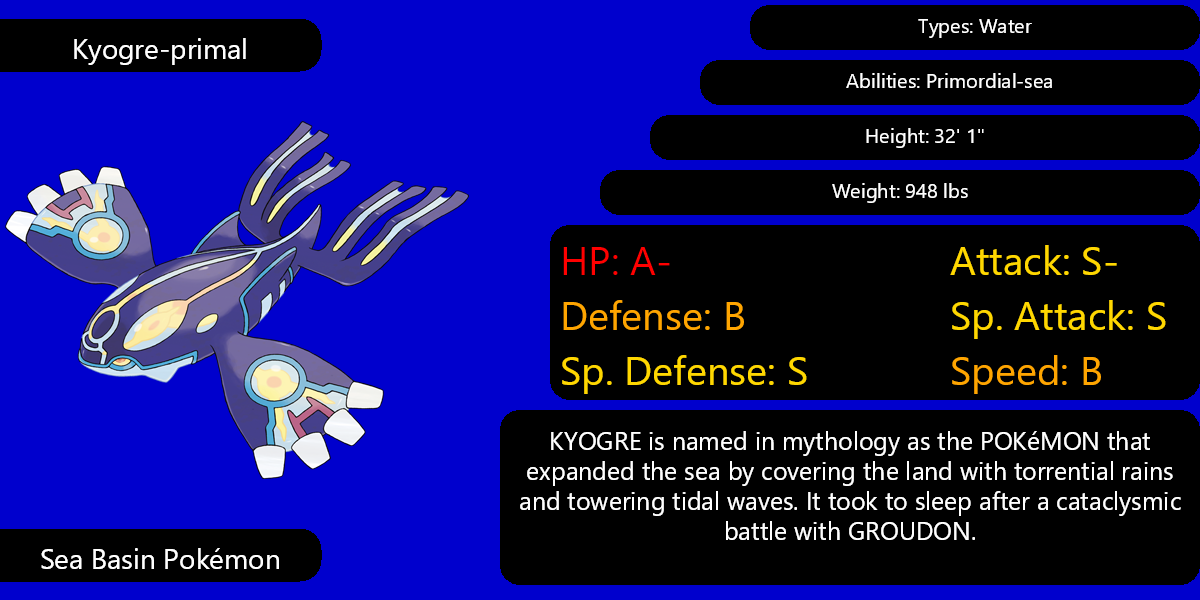 Kyogre-primal
Types: Water
Abilities: Primordial-sea
Height: 32' 1"
Weight: 948 lbs
HP: A-
Attack: S-
Defense: B
Sp. Attack: S
Sp. Defense: S
Speed: B
KYOGRE is named in mythology as the POKéMON that
expanded the sea by covering the land with torrential rains
and towering tidal waves. It took to sleep after a cataclysmic
battle with GROUDON.
Sea Basin Pokémon